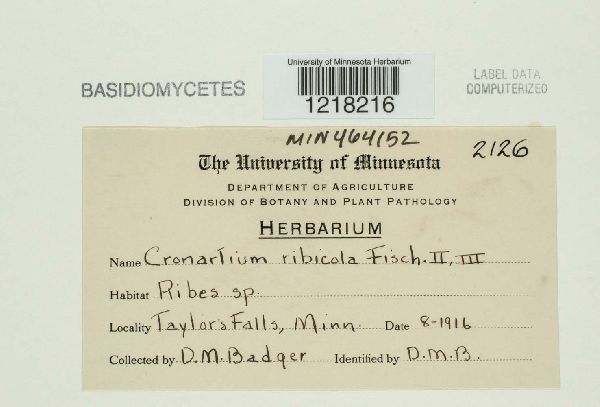 University of Minnesota Herbarium
1218216
BASIDIOMYCETES
LABEL DATA
COMPUTERIZED
MIN464152
2126
The University of Minnesota
DEPARTMENT OF AGRICULTURE
DIVISION OF BOTANY AND PLANT PATHOLOGY
HERBARIUM
Name Cronartium ribicola Fisch. II, III
Habitat Ribes sp.
Locality Taylors Falls, Minn. Date 8-1916
Collected by D.M. Badger Identified by D.M.B.